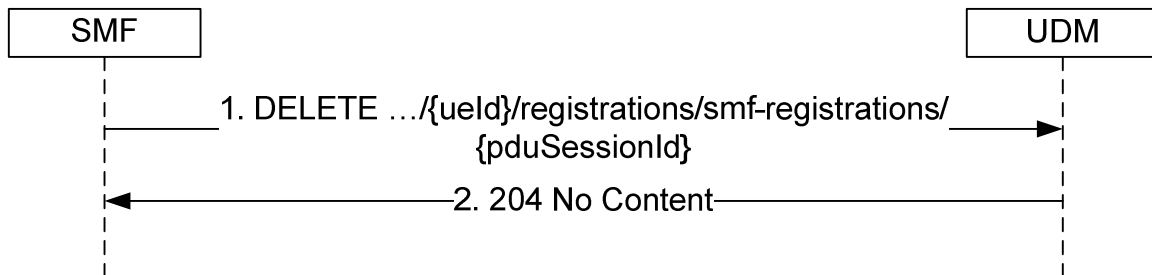 SMF
UDM
1. DELETE …/{ueId}/registrations/smf-registrations/
{pduSessionId}
2. 204 No Content